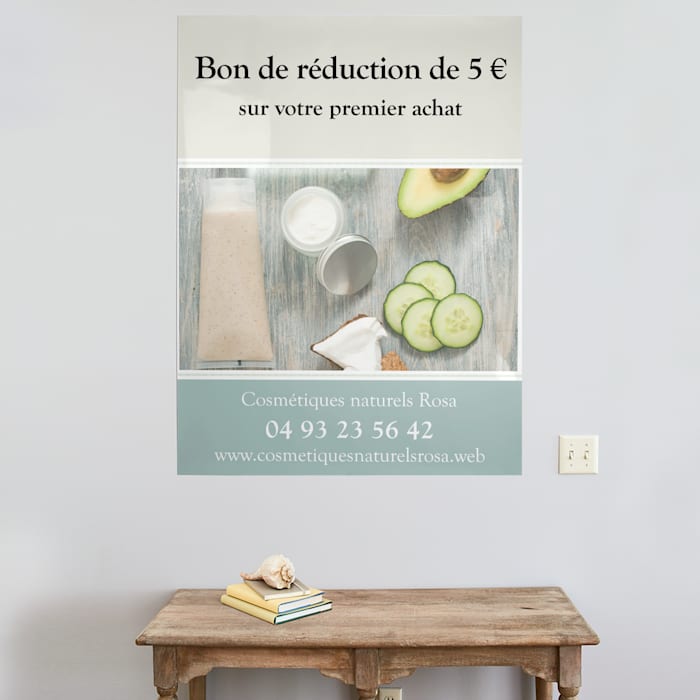 Bon de réduction de 5 €
sur votre premier achat
Cosmétiques naturels Rosa
04 93 23 56 42
www.cosmetiquesnaturelsrosa.web